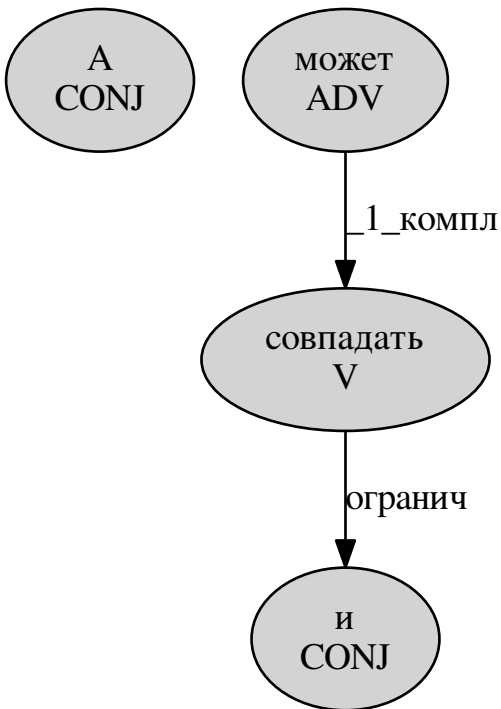 А
CONJ
может
ADV
_1_компл
совпадать
V
огранич
и
CONJ